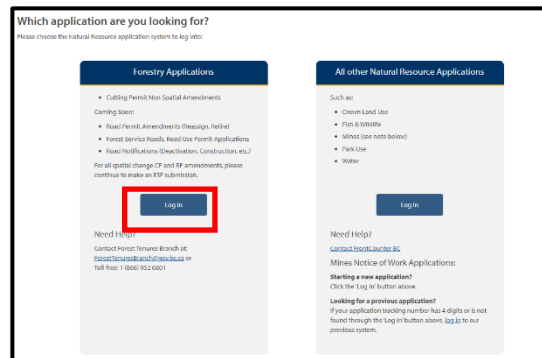 Which application are you looking for?
Please choose the Natural Resource application system to log into:
Forestry Applications
• Cutting Permit Non Spatial Amendments
Coming Soon:
• Road Permit Amendments (Reassign, Retire)
• Forest Service Roads, Road Use Permit Applications
• Road Notifications (Deactivation, Construction, etc.)
For all spatial change CP and RP amendments, please
continue to make an ESF submission.
Log In
Need Help?
Contact Forest Tenures Branch at:
ForestTenuresBranch@gov.bc.ca or
Toll free: 1 (866) 952 6801
All other Natural Resource Applications
Such as:
• Crown Land Use
• Fish & Wildlife
• Mines (see note below)
• Park Use
• Water
Log In
Need Help?
Contact FrontCounter BC
Mines Notice of Work Applications:
Starting a new application?
Click the 'Log In' button above.
Looking for a previous application?
If your application tracking number has 4 digits or is not
found through the 'Log In' button above, log in to our
previous system.